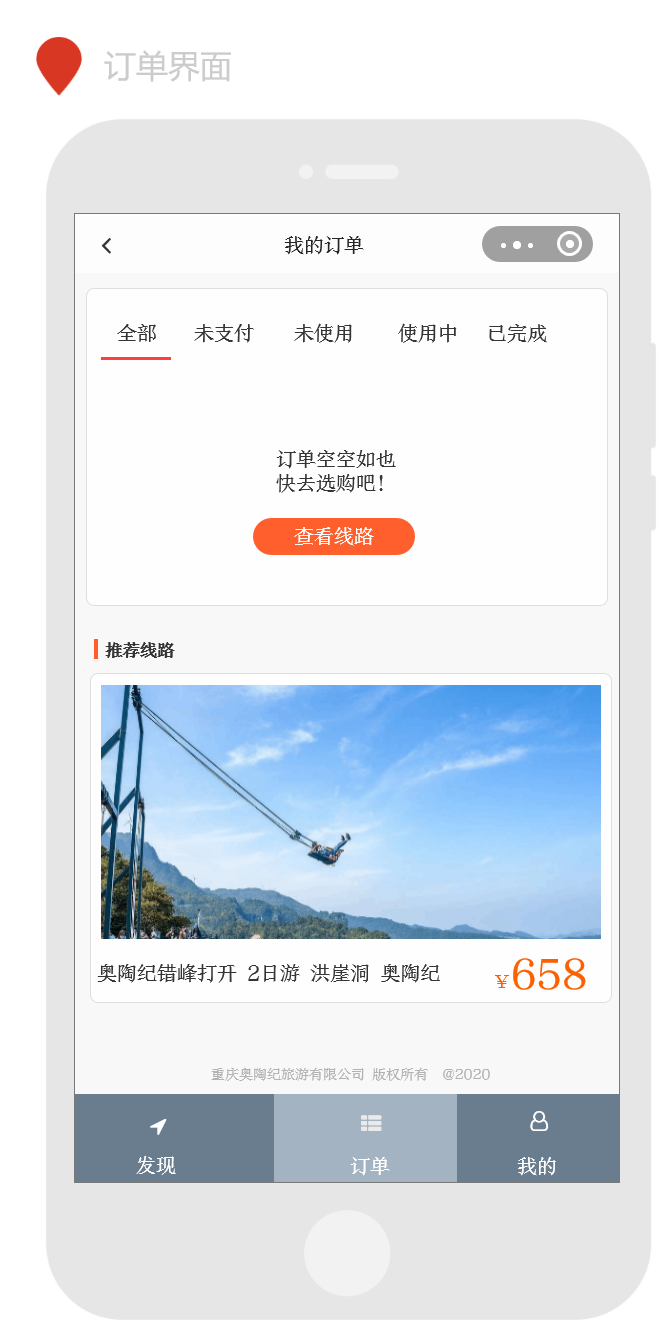 订单界面
我的订单
全部 未支付 未使用 使用中 已完成
订单空空如也
快去选购吧！
查看线路
推荐线路
奥陶纪错峰打开 2日游 洪崖洞 奥陶纪 ¥658
重庆奥陶纪旅游有限公司 版权所有 @2020
发现 订单 我的